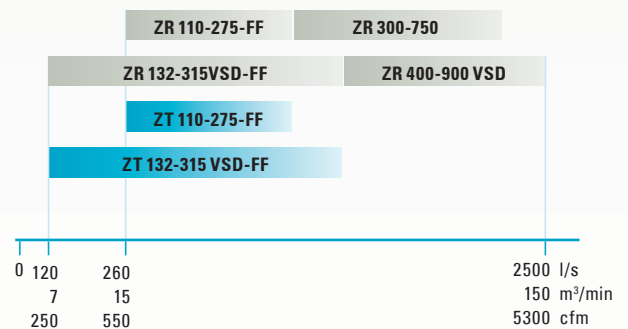 ZR 110-275-FF ZR 300-750
ZR 132-315VSD-FF ZR 400-900 VSD
ZT 110-275-FF
ZT 132-315 VSD-FF
0 120 260 2500 l/s
7 15 150 m³/min
250 550 5300 cfm